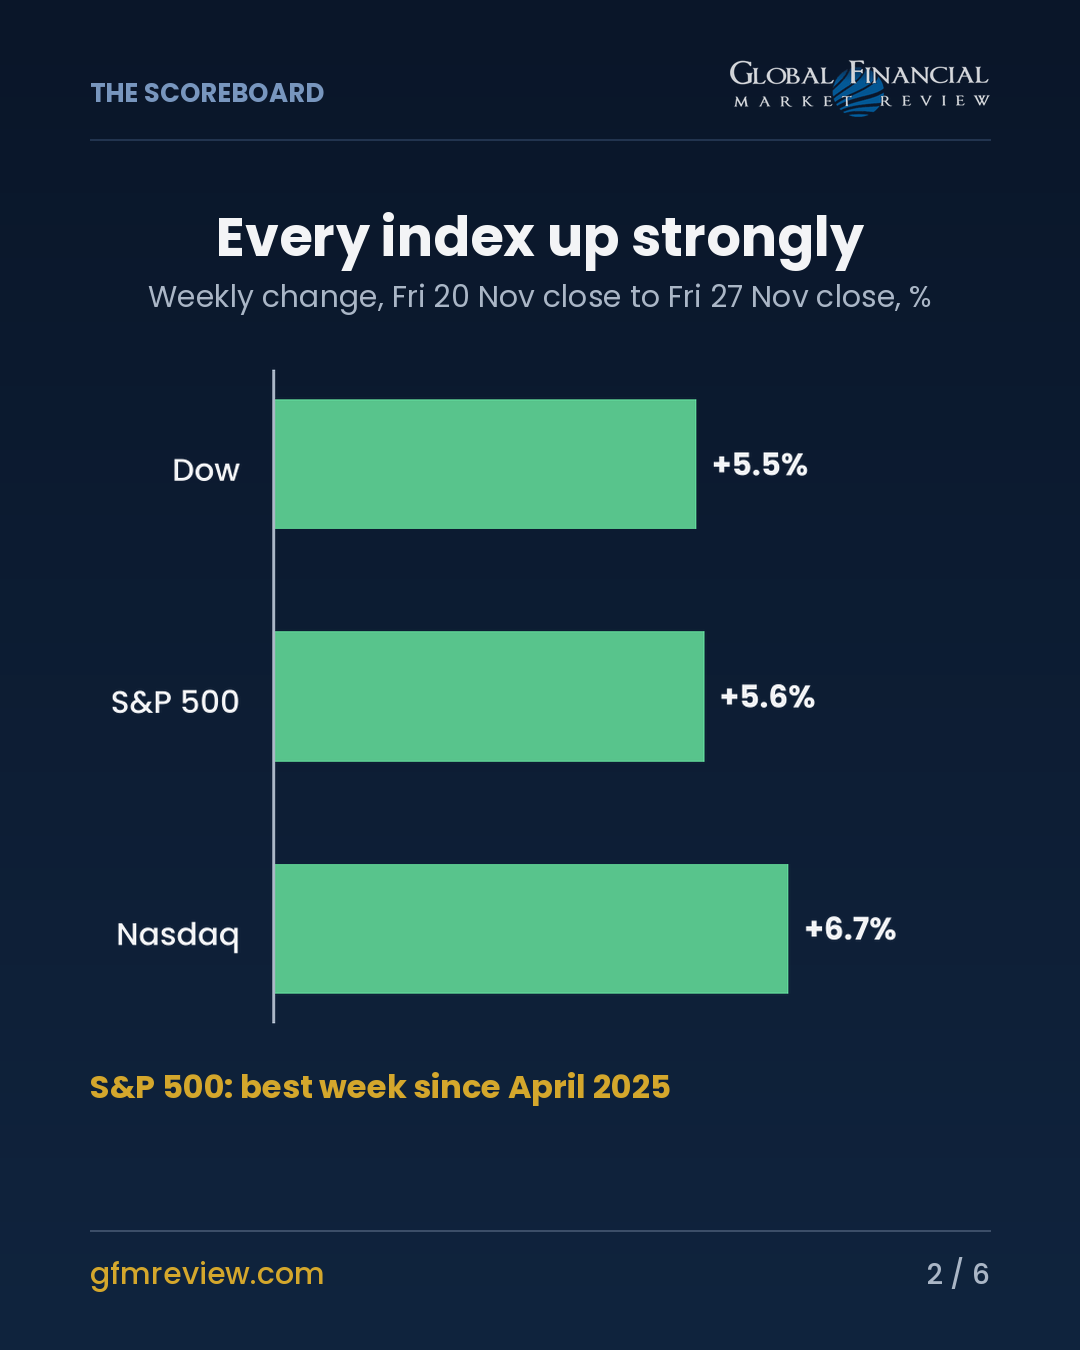 THE SCOREBOARD
GLOBAL FINANCIAL
MARKET REVIEW
Every index up strongly
Weekly change, Fri 20 Nov close to Fri 27 Nov close, %
Dow +5.5%
S&P 500 +5.6%
Nasdaq +6.7%
S&P 500: best week since April 2025
gfmreview.com 2 / 6